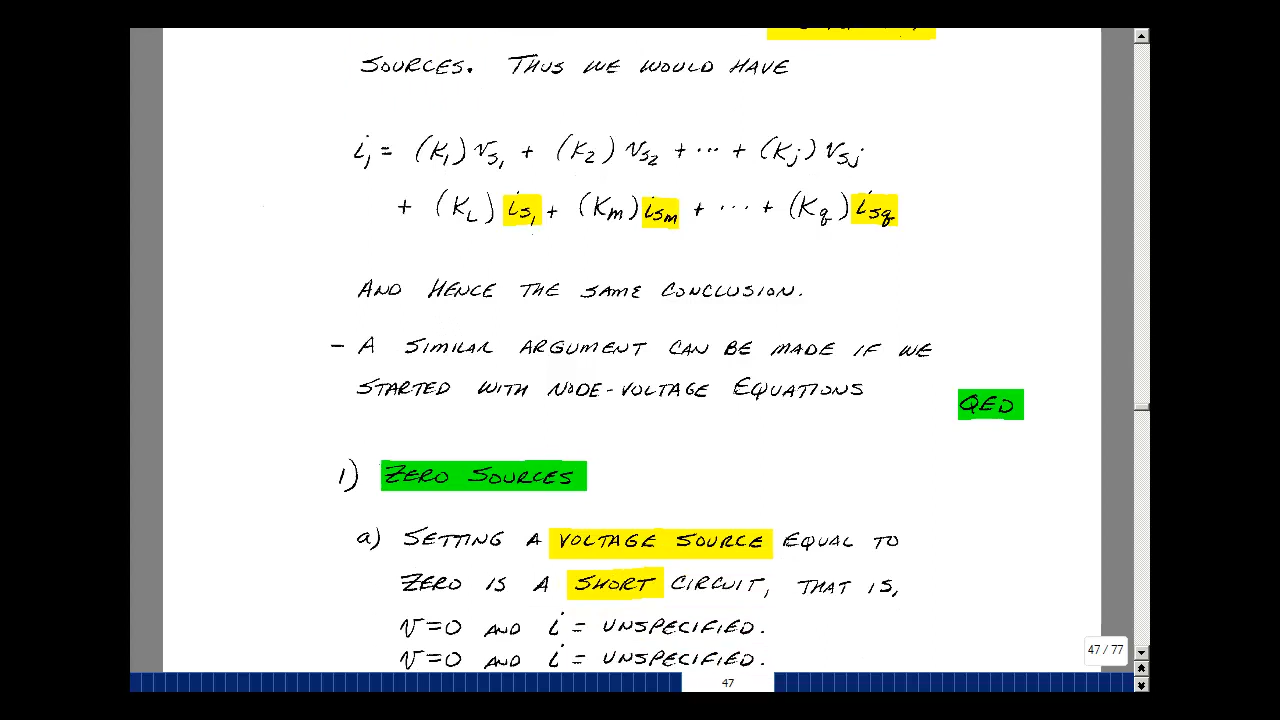 SOURCES. THUS WE WOULD HAVE
i₁ = (K₁) vs₁ + (K₂) vs₂ + ··· + (Kj) vsj
+ (KL) is₁ + (Km) ism + ··· + (Kq) isq
AND HENCE THE SAME CONCLUSION.
- A SIMILAR ARGUMENT CAN BE MADE IF WE
STARTED WITH NODE-VOLTAGE EQUATIONS
QED
1) ZERO SOURCES
a) SETTING A VOLTAGE SOURCE EQUAL TO
ZERO IS A SHORT CIRCUIT, THAT IS,
v=0 AND i = UNSPECIFIED.
v=0 AND i = UNSPECIFIED.
47 / 77
47